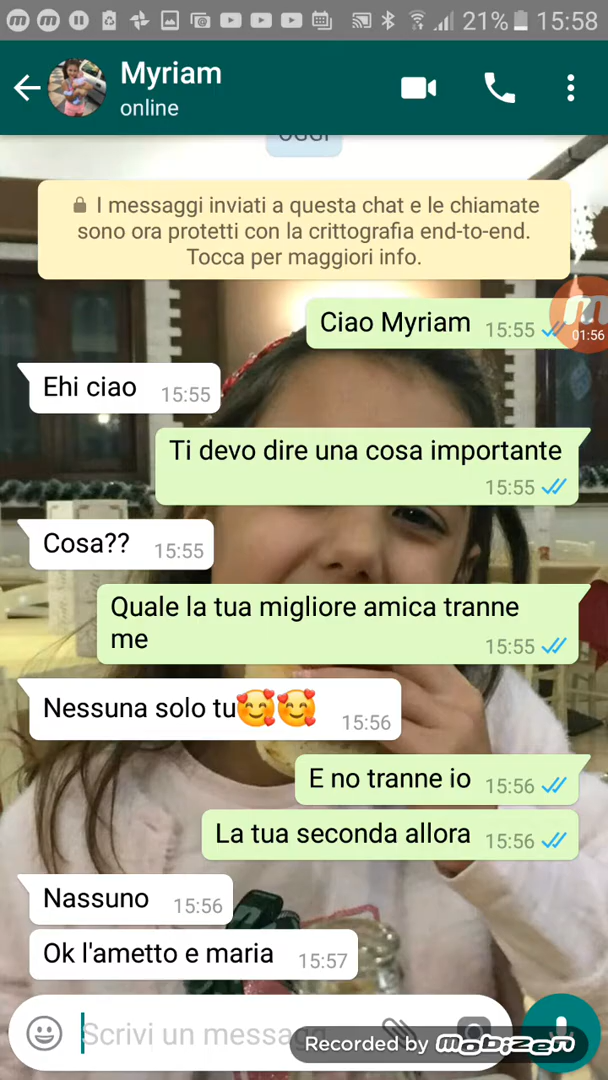 21% 15:58
Myriam
online
OGGI
I messaggi inviati a questa chat e le chiamate
sono ora protetti con la crittografia end-to-end.
Tocca per maggiori info.
Ciao Myriam 15:55
01:56
Ehi ciao 15:55
Ti devo dire una cosa importante
15:55
Cosa?? 15:55
Quale la tua migliore amica tranne
me 15:55
Nessuna solo tu🥰🥰 15:56
E no tranne io 15:56
La tua seconda allora 15:56
Nassuno 15:56
Ok l'ametto e maria 15:57
Scrivi un messagg
Recorded by mobizen